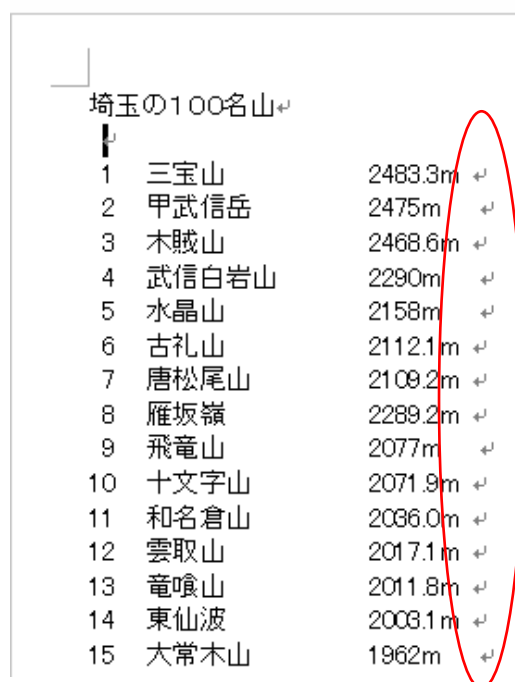 埼玉の100名山↵
↵
1 三宝山 2483.3m ↵
2 甲武信岳 2475m ↵
3 木賊山 2468.6m ↵
4 武信白岩山 2290m ↵
5 水晶山 2158m ↵
6 古礼山 2112.1m ↵
7 唐松尾山 2109.2m ↵
8 雁坂嶺 2289.2m ↵
9 飛竜山 2077m ↵
10 十文字山 2071.9m ↵
11 和名倉山 2036.0m ↵
12 雲取山 2017.1m ↵
13 竜喰山 2011.8m ↵
14 東仙波 2003.1m ↵
15 大常木山 1962m ↵